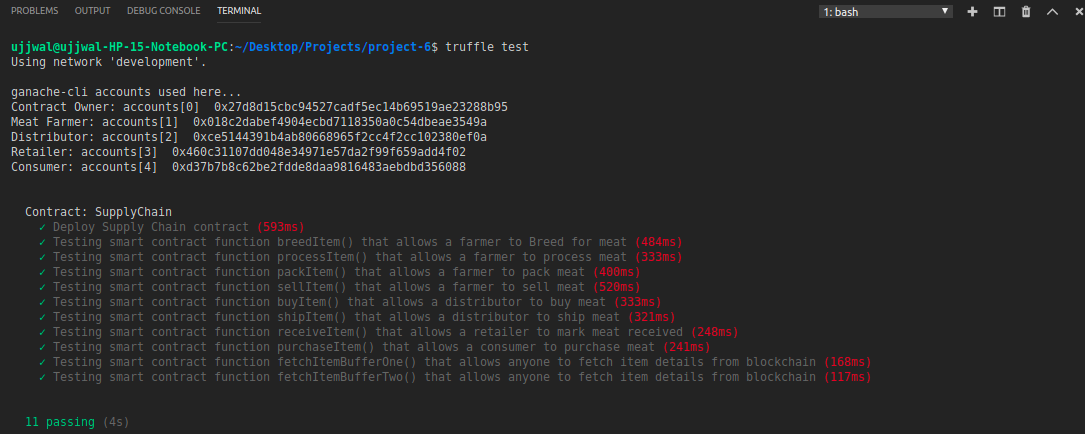 PROBLEMS OUTPUT DEBUG CONSOLE TERMINAL 1: bash
ujjwal@ujjwal-HP-15-Notebook-PC:~/Desktop/Projects/project-6$ truffle test
Using network 'development'.
ganache-cli accounts used here...
Contract Owner: accounts[0] 0x27d8d15cbc94527cadf5ec14b69519ae23288b95
Meat Farmer: accounts[1] 0x018c2dabef4904ecbd7118350a0c54dbeae3549a
Distributor: accounts[2] 0xce5144391b4ab80668965f2cc4f2cc102380ef0a
Retailer: accounts[3] 0x460c31107dd048e34971e57da2f99f659add4f02
Consumer: accounts[4] 0xd37b7b8c62be2fdde8daa9816483aebdbd356088
Contract: SupplyChain
✓ Deploy Supply Chain contract (593ms)
✓ Testing smart contract function breedItem() that allows a farmer to Breed for meat (484ms)
✓ Testing smart contract function processItem() that allows a farmer to process meat (333ms)
✓ Testing smart contract function packItem() that allows a farmer to pack meat (400ms)
✓ Testing smart contract function sellItem() that allows a farmer to sell meat (520ms)
✓ Testing smart contract function buyItem() that allows a distributor to buy meat (333ms)
✓ Testing smart contract function shipItem() that allows a distributor to ship meat (321ms)
✓ Testing smart contract function receiveItem() that allows a retailer to mark meat received (248ms)
✓ Testing smart contract function purchaseItem() that allows a consumer to purchase meat (241ms)
✓ Testing smart contract function fetchItemBufferOne() that allows anyone to fetch item details from blockchain (168ms)
✓ Testing smart contract function fetchItemBufferTwo() that allows anyone to fetch item details from blockchain (117ms)
11 passing (4s)